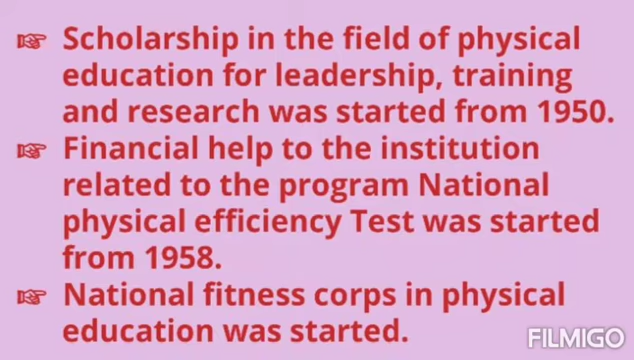 ☞ Scholarship in the field of physical
education for leadership, training
and research was started from 1950.
☞ Financial help to the institution
related to the program National
physical efficiency Test was started
from 1958.
☞ National fitness corps in physical
education was started.
FILMIGO